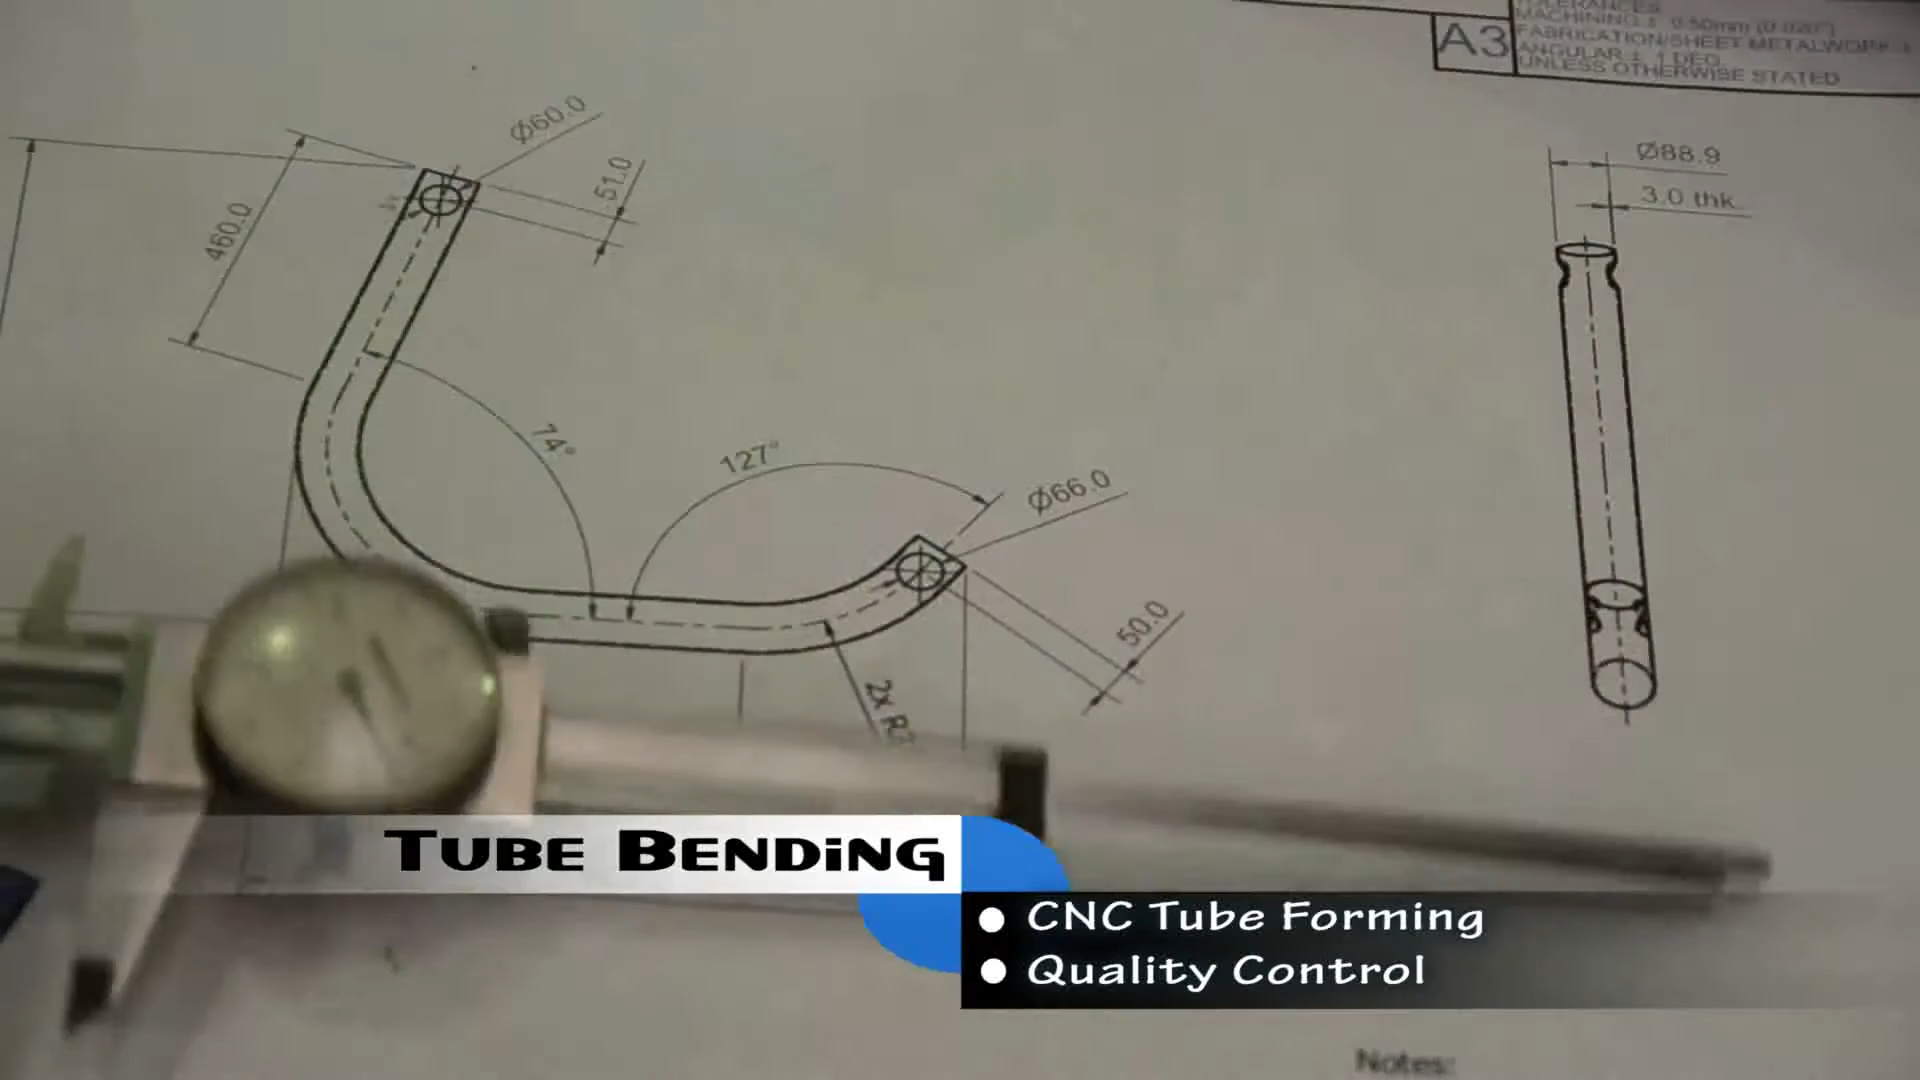 TOLERANCES
MACHINING ± 0.50mm (0.020")
FABRICATION/SHEET METALWORK ±
ANGULAR ± 1 DEG.
UNLESS OTHERWISE STATED
A3
Ø60.0
51.0
460.0
Ø88.9
3.0 thk.
74°
127°
Ø66.0
50.0
2x
TUBE BENDiNG
CNC Tube Forming
Quality Control
Notes: